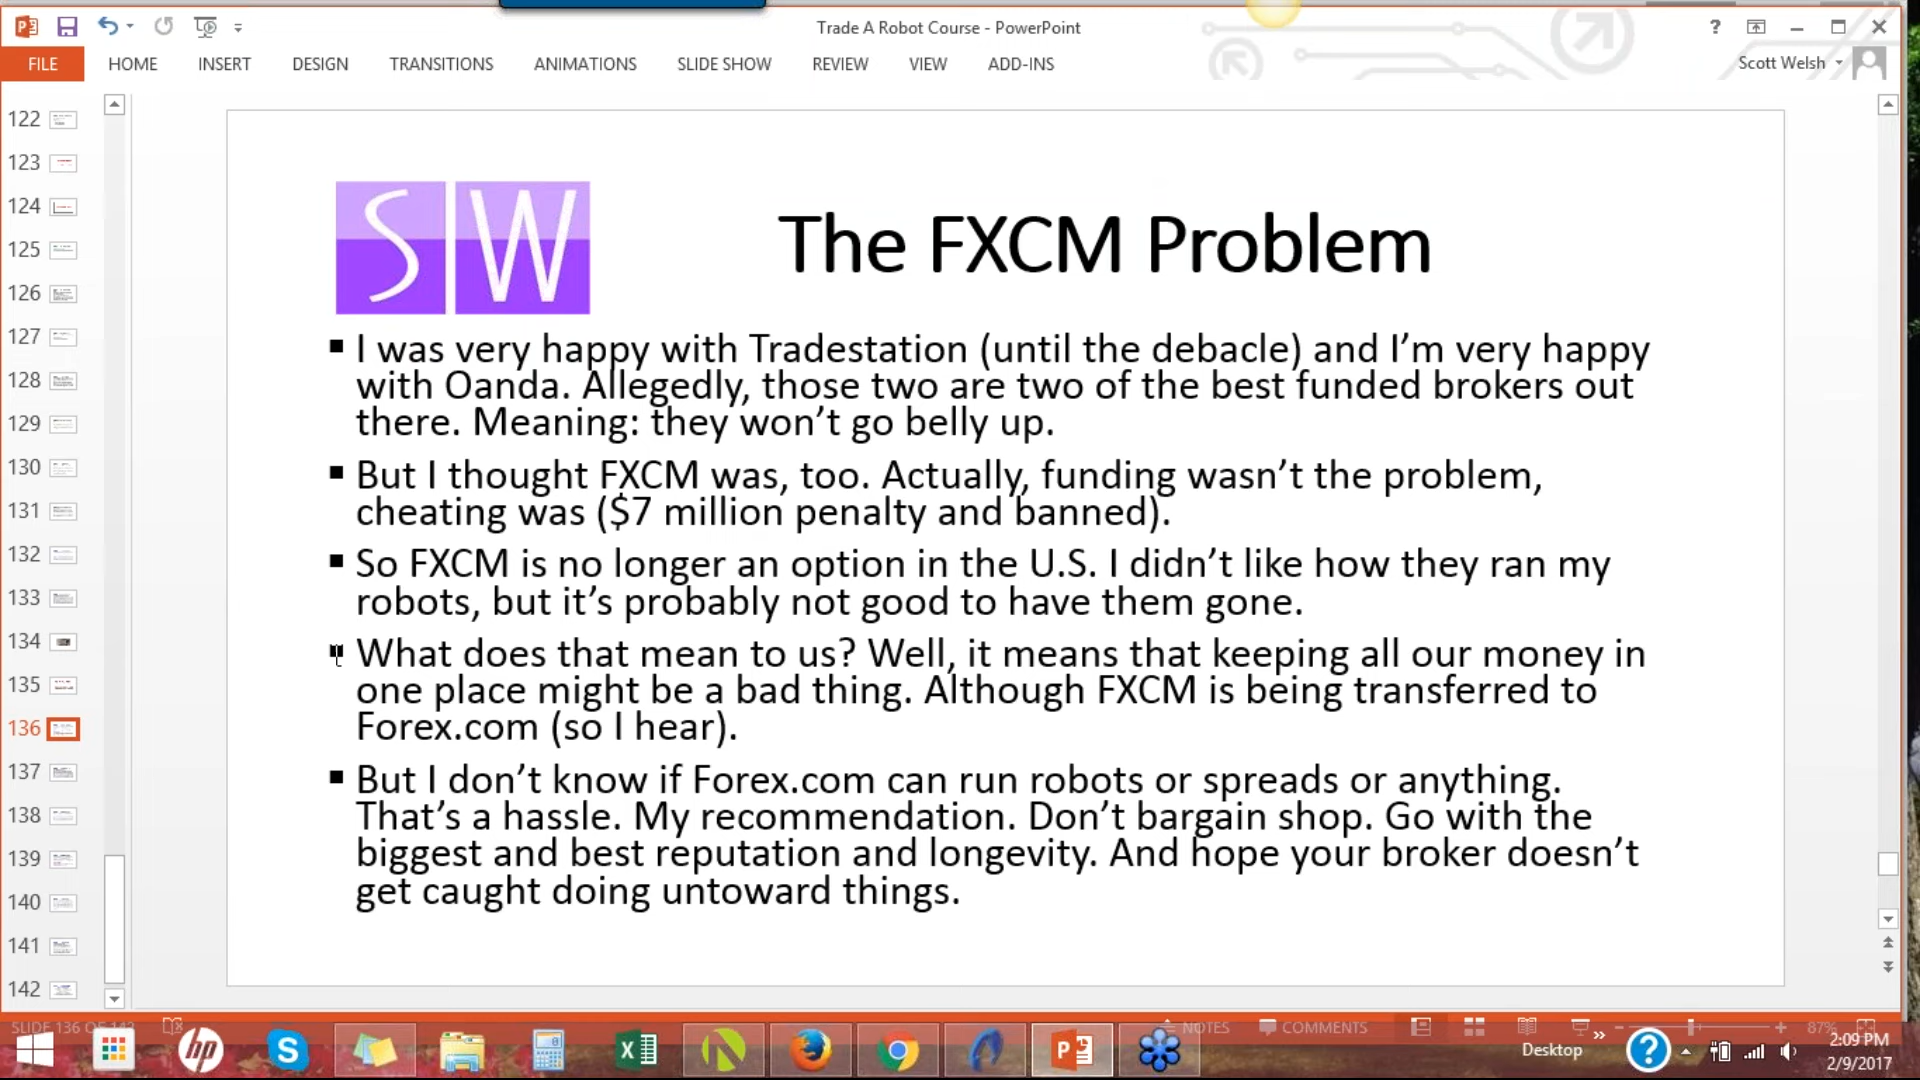 Trade A Robot Course - PowerPoint
?
FILE HOME INSERT DESIGN TRANSITIONS ANIMATIONS SLIDE SHOW REVIEW VIEW ADD-INS
Scott Welsh
122
123
124
125
126
127
128
129
130
131
132
133
134
135
136
137
138
139
140
141
142
SW
The FXCM Problem
▪ I was very happy with Tradestation (until the debacle) and I'm very happy
with Oanda. Allegedly, those two are two of the best funded brokers out
there. Meaning: they won't go belly up.
▪ But I thought FXCM was, too. Actually, funding wasn't the problem,
cheating was ($7 million penalty and banned).
▪ So FXCM is no longer an option in the U.S. I didn't like how they ran my
robots, but it's probably not good to have them gone.
▪ What does that mean to us? Well, it means that keeping all our money in
one place might be a bad thing. Although FXCM is being transferred to
Forex.com (so I hear).
▪ But I don't know if Forex.com can run robots or spreads or anything.
That's a hassle. My recommendation. Don't bargain shop. Go with the
biggest and best reputation and longevity. And hope your broker doesn't
get caught doing untoward things.
SLIDE 136 OF 142
NOTES COMMENTS
87%
hp
Desktop
2:09 PM
2/9/2017